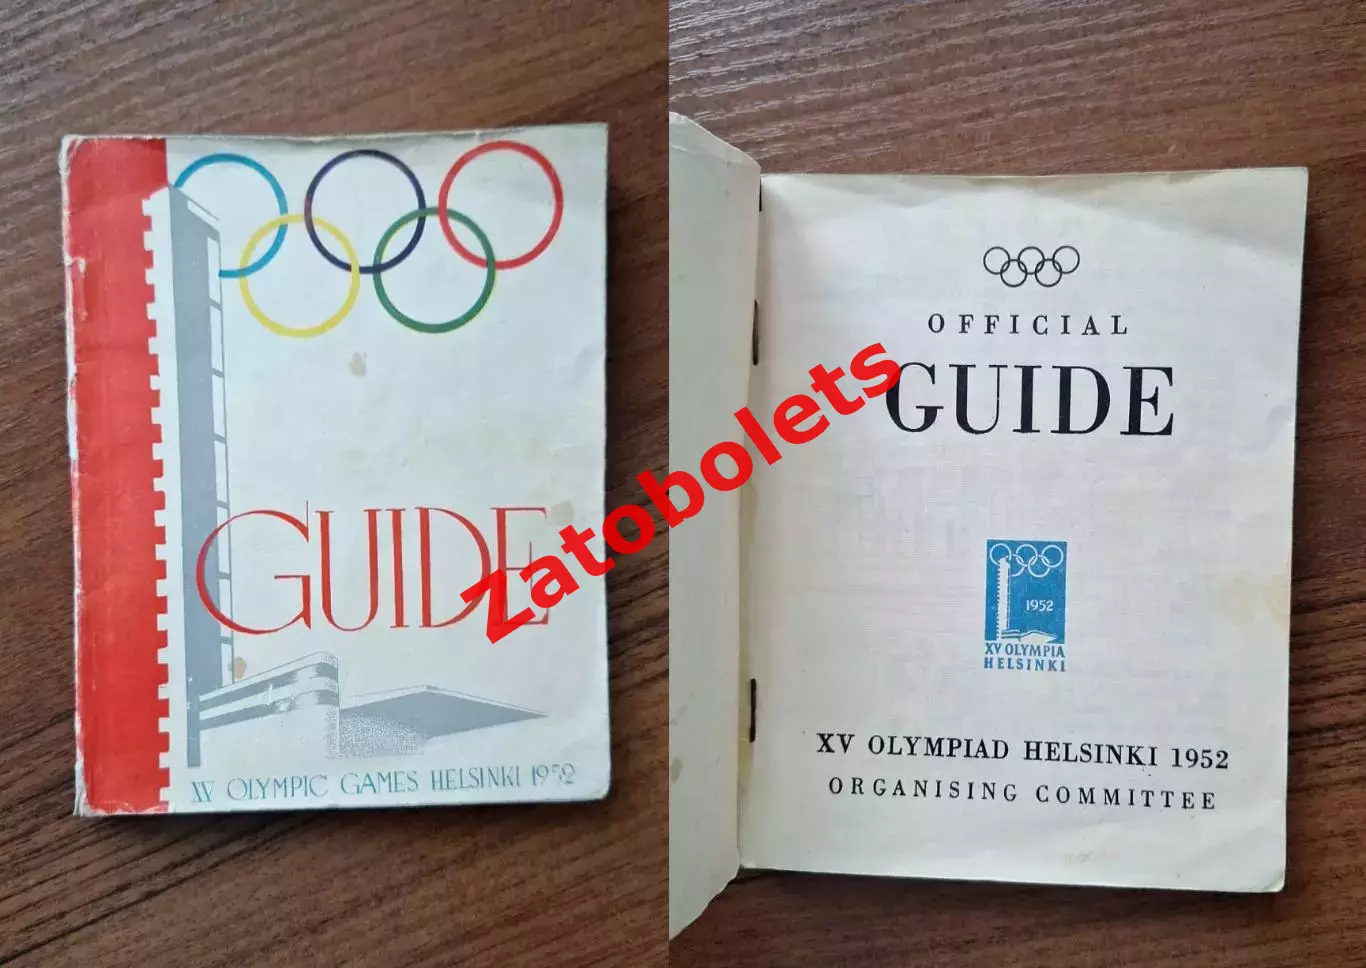 GUIDE
XV OLYMPIC GAMES HELSINKI 1952
OFFICIAL
GUIDE
1952
XV OLYMPIA
HELSINKI
XV OLYMPIAD HELSINKI 1952
ORGANISING COMMITTEE
Zatobolets